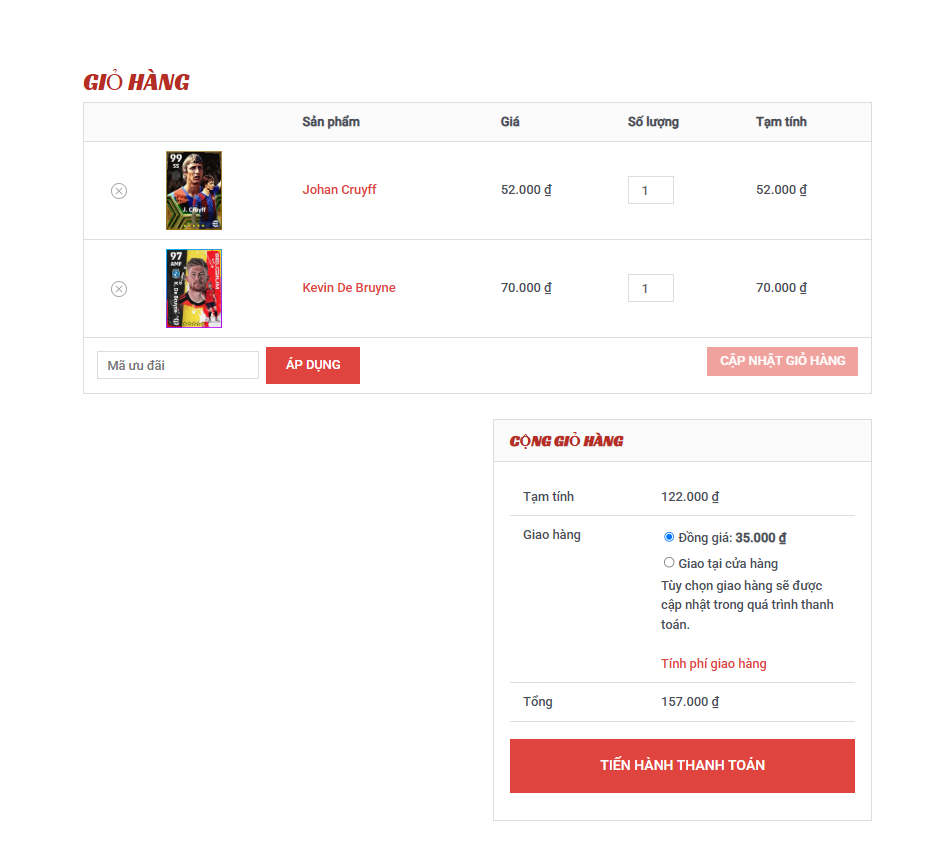 GIỎ HÀNG
Sản phẩm Giá Số lượng Tạm tính
99
SS
J. Cruyff
Johan Cruyff 52.000 ₫ 1 52.000 ₫
97
AMF
K. De Bruyne
BELGIUM
Kevin De Bruyne 70.000 ₫ 1 70.000 ₫
Mã ưu đãi ÁP DỤNG CẬP NHẬT GIỎ HÀNG
CỘNG GIỎ HÀNG
Tạm tính 122.000 ₫
Giao hàng Đồng giá: 35.000 ₫
Giao tại cửa hàng
Tùy chọn giao hàng sẽ được
cập nhật trong quá trình thanh
toán.
Tính phí giao hàng
Tổng 157.000 ₫
TIẾN HÀNH THANH TOÁN